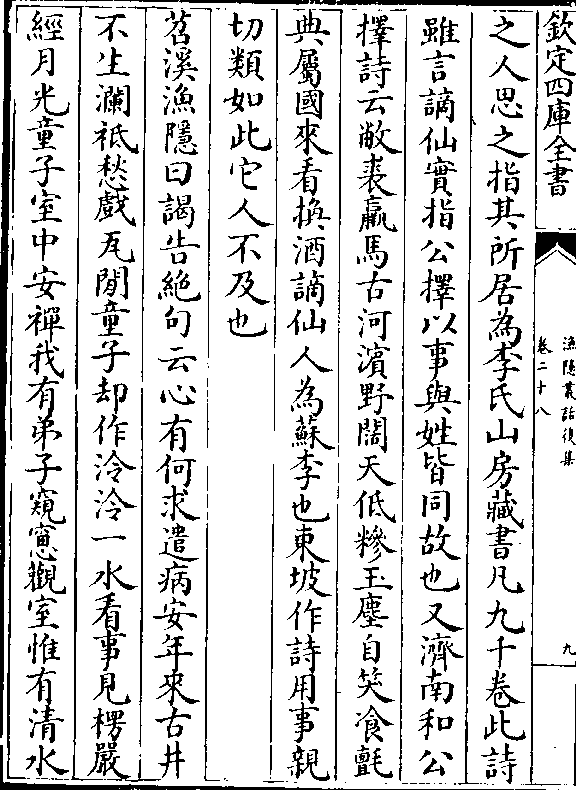 欽定四庫全書
漁隱叢話後集
卷二十八
九
之人思之指其所居為李氏山房藏書凡九千卷此詩
雖言謫仙實指公擇以事與姓皆同故也又濟南和公
擇詩云敝裘羸馬古河濱野闊天低糝玉塵自笑飡氈
典屬國來看換酒謫仙人為蘇李也東坡作詩用事親
切類如此它人不及也
苕溪漁隱曰謁告絶句云心有何求遣病安年來古井
不生瀾袛愁戲瓦閒童子却作泠泠一水看事見楞嚴
經月光童子室中安禪我有弟子窺窻觀室惟有清水